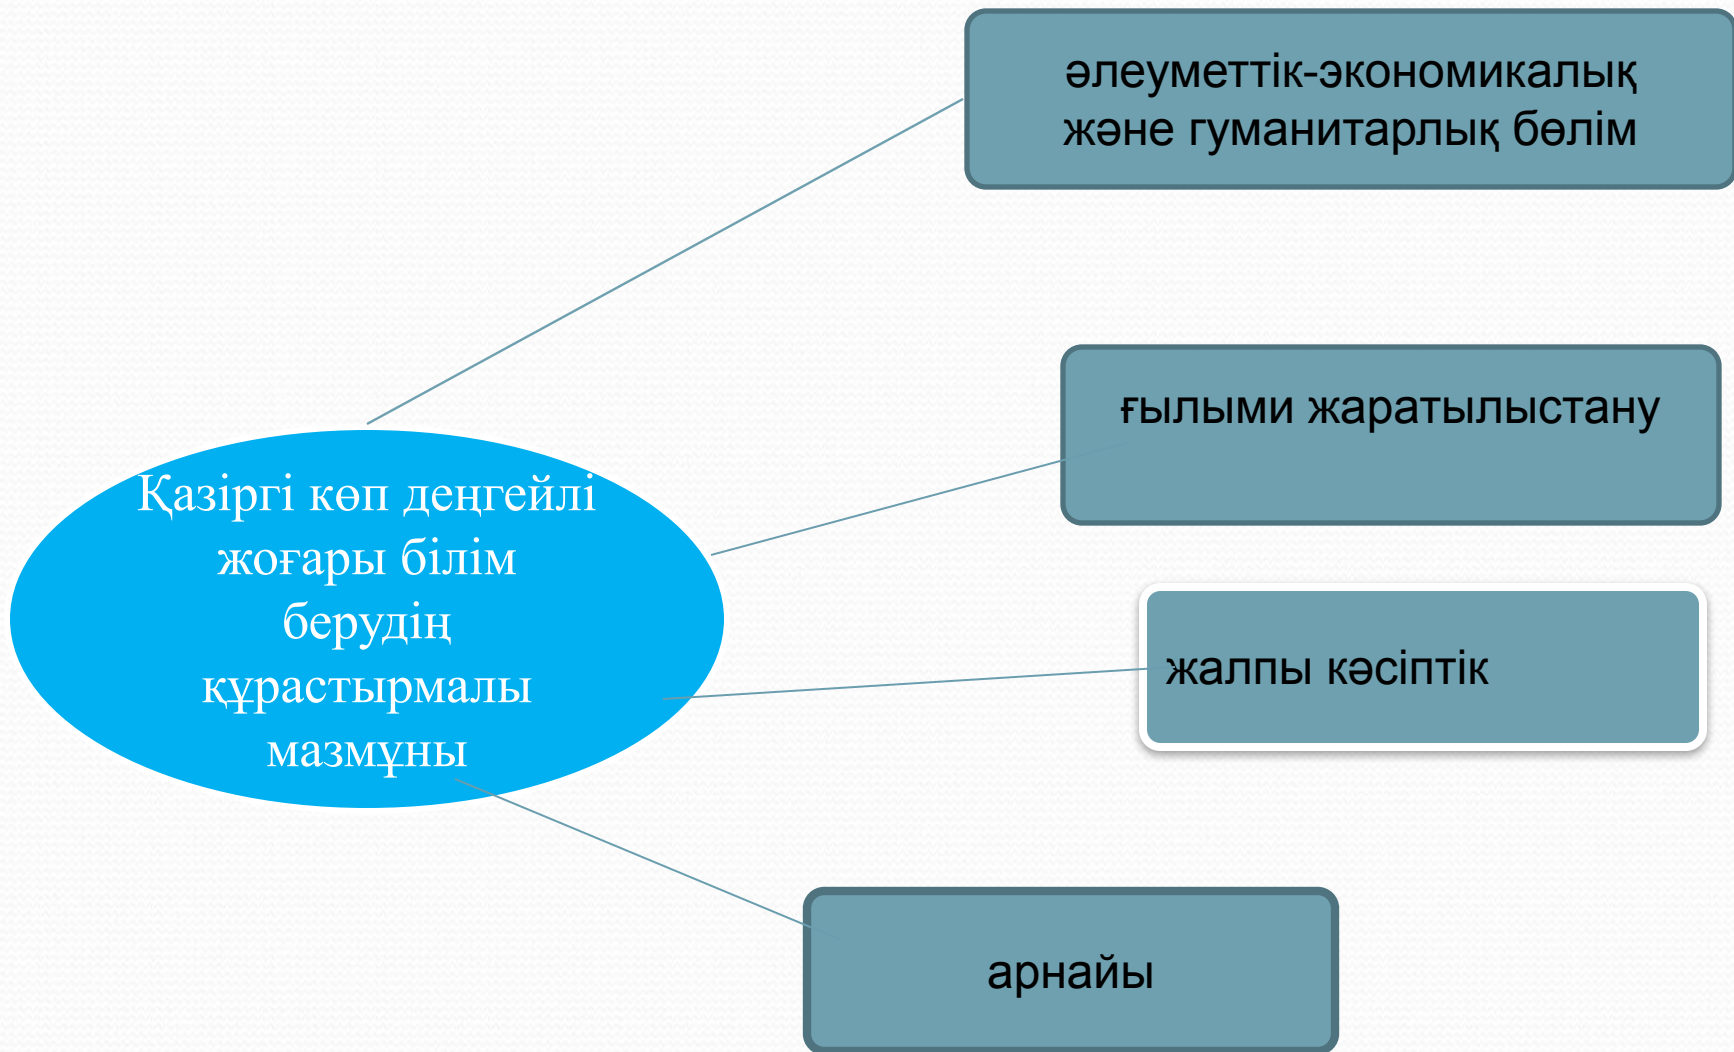 әлеуметтік-экономикалық
және гуманитарлық бөлім
ғылыми жаратылыстану
Қазіргі көп деңгейлі
жоғары білім
берудің
құрастырмалы
мазмұны
жалпы кәсіптік
арнайы